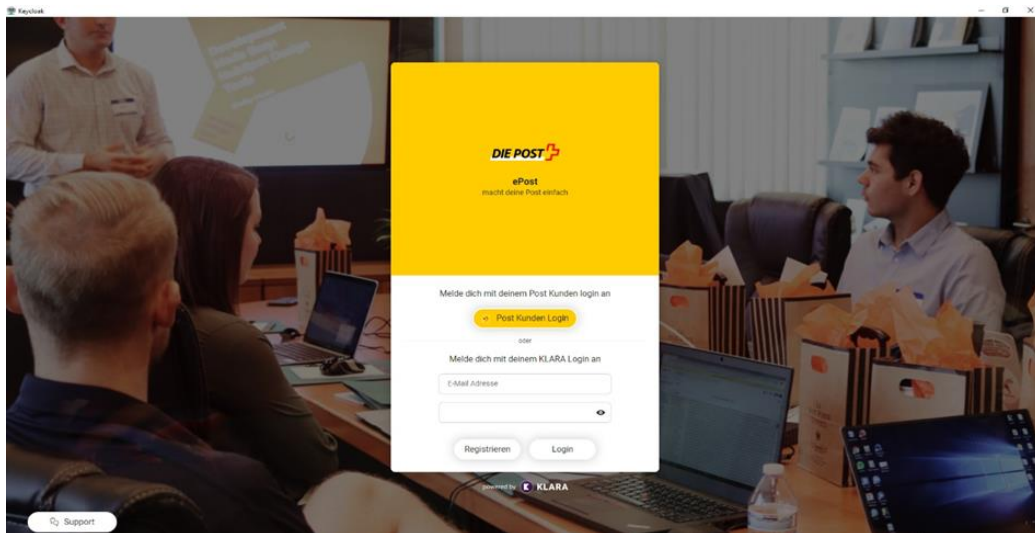 Keycloak
Development
DIE POST
ePost
macht deine Post einfach
Melde dich mit deinem Post Kunden login an
Post Kunden Login
oder
Melde dich mit deinem KLARA Login an
E-Mail Adresse
Registrieren
Login
powered by KLARA
Support